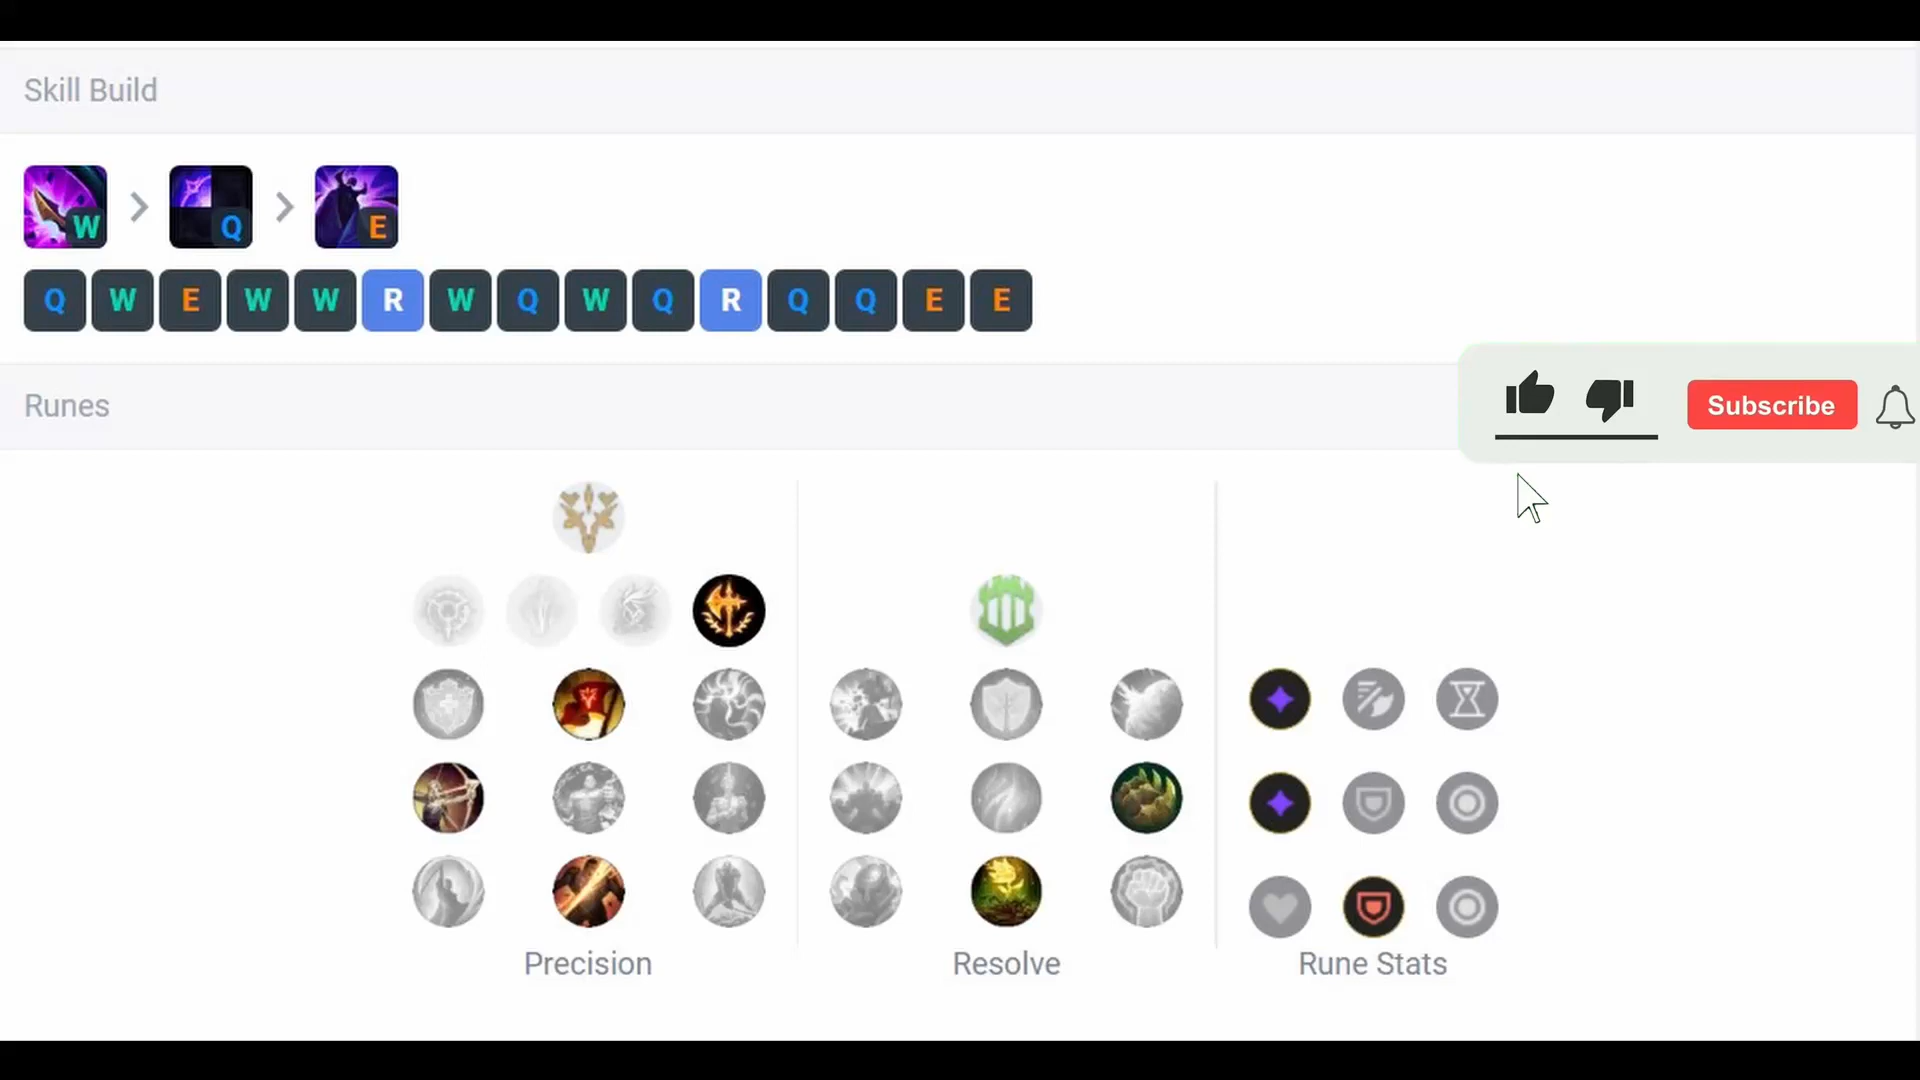 Skill Build
W Q E
Q W E W W R W Q W Q R Q Q E E
Runes
Subscribe
Precision
Resolve
Rune Stats